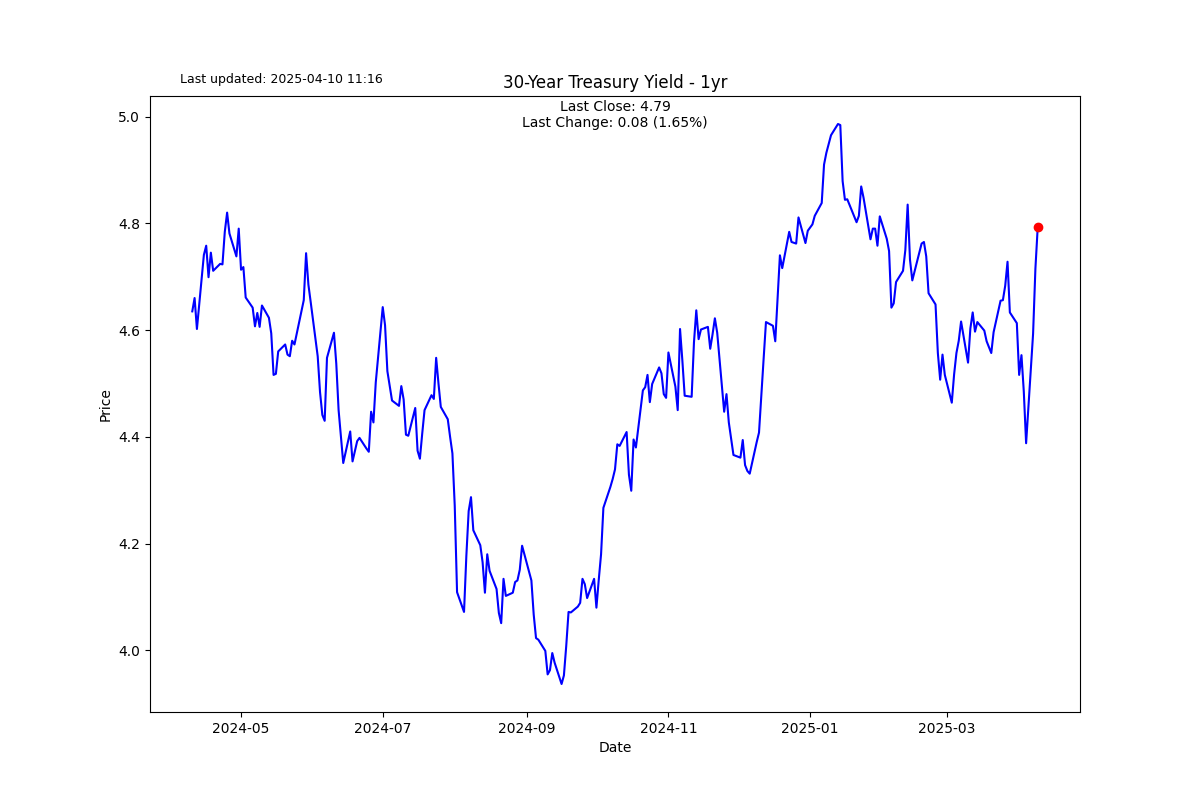 Last updated: 2025-04-10 11:16
30-Year Treasury Yield - 1yr
Last Close: 4.79
Last Change: 0.08 (1.65%)
5.0
4.8
4.6
4.4
4.2
4.0
Price
2024-05
2024-07
2024-09
2024-11
2025-01
2025-03
Date